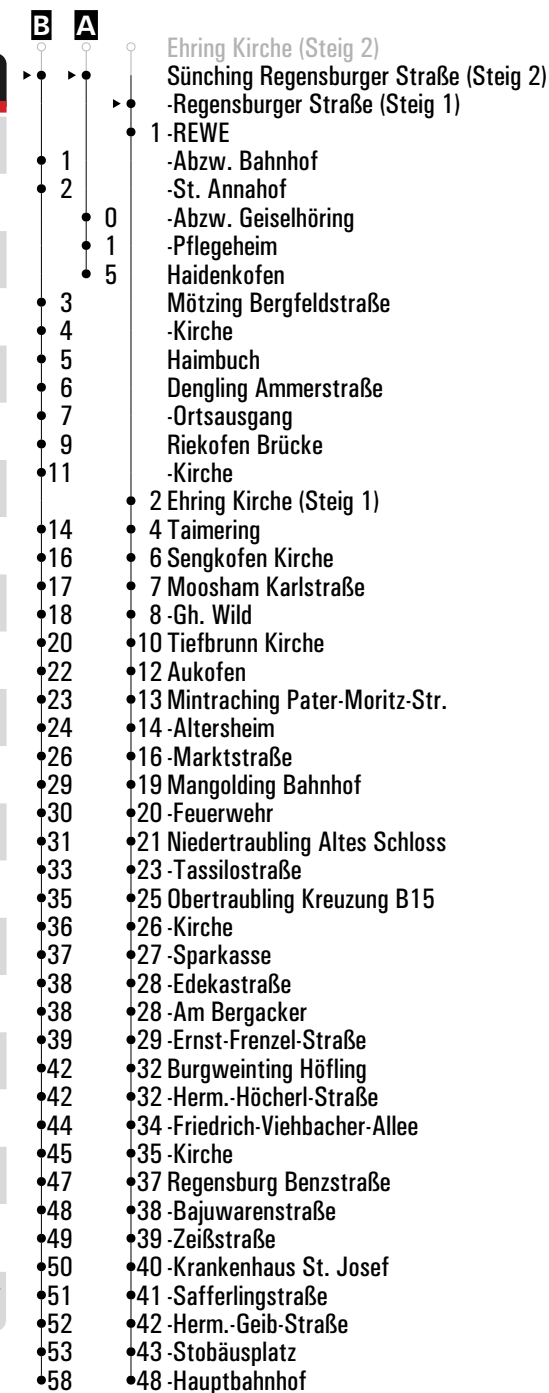 B A
Ehring Kirche (Steig 2)
Sünching Regensburger Straße (Steig 2)
-Regensburger Straße (Steig 1)
1 -REWE
1 -Abzw. Bahnhof
2 -St. Annahof
0 -Abzw. Geiselhöring
1 -Pflegeheim
5 Haidenkofen
3 Mötzing Bergfeldstraße
4 -Kirche
5 Haimbuch
6 Dengling Ammerstraße
7 -Ortsausgang
9 Riekofen Brücke
11 -Kirche
2 Ehring Kirche (Steig 1)
14 4 Taimering
16 6 Sengkofen Kirche
17 7 Moosham Karlstraße
18 8 -Gh. Wild
20 10 Tiefbrunn Kirche
22 12 Aukofen
23 13 Mintraching Pater-Moritz-Str.
24 14 -Altersheim
26 16 -Marktstraße
29 19 Mangolding Bahnhof
30 20 -Feuerwehr
31 21 Niedertraubling Altes Schloss
33 23 -Tassilostraße
35 25 Obertraubling Kreuzung B15
36 26 -Kirche
37 27 -Sparkasse
38 28 -Edekastraße
38 28 -Am Bergacker
39 29 -Ernst-Frenzel-Straße
42 32 Burgweinting Höfling
42 32 -Herm.-Höcherl-Straße
44 34 -Friedrich-Viehbacher-Allee
45 35 -Kirche
47 37 Regensburg Benzstraße
48 38 -Bajuwarenstraße
49 39 -Zeißstraße
50 40 -Krankenhaus St. Josef
51 41 -Safferlingstraße
52 42 -Herm.-Geib-Straße
53 43 -Stobäusplatz
58 48 -Hauptbahnhof